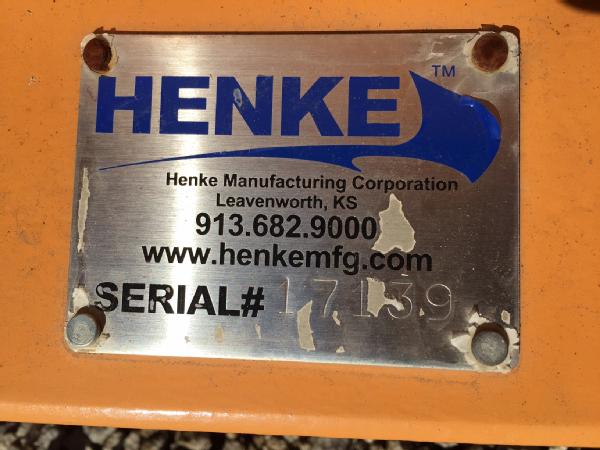 HENKE™
Henke Manufacturing Corporation
Leavenworth, KS
913.682.9000
www.henkemfg.com
SERIAL# 17139